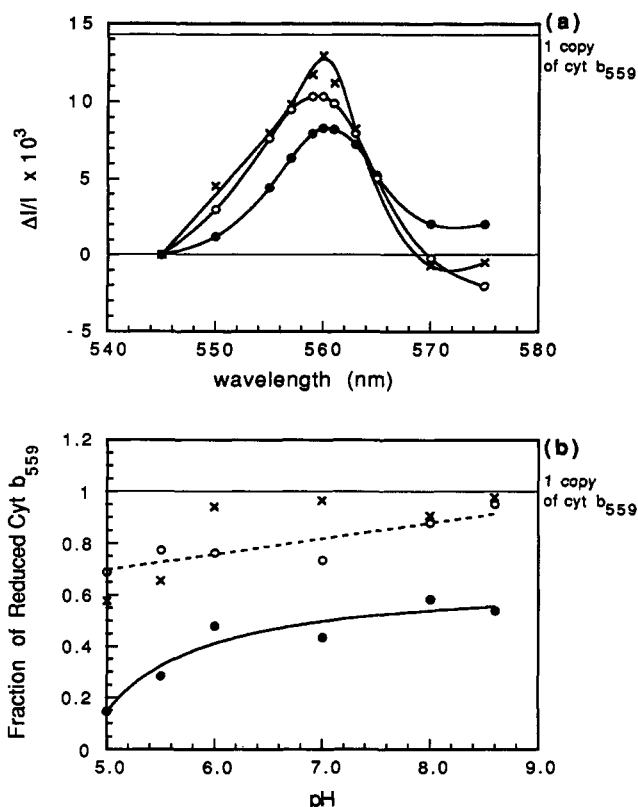 (a)
1 copy
of cyt b559
15
10
5
0
- 5
ΔI/I x 10³
540 550 560 570 580
wavelength (nm)
(b)
1 copy
of cyt b559
1.2
1
0.8
0.6
0.4
0.2
0
Fraction of Reduced Cyt b559
5.0 6.0 7.0 8.0 9.0
pH